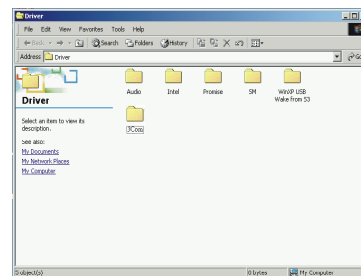 Driver
File Edit View Favorites Tools Help
Back Search Folders History
Address Driver Go
Driver
Select an item to view its
description.
See also:
My Documents
My Network Places
My Computer
Audio Intel Promise SM WinXP USB
Wake from S3
3Com
5 object(s) 0 bytes My Computer